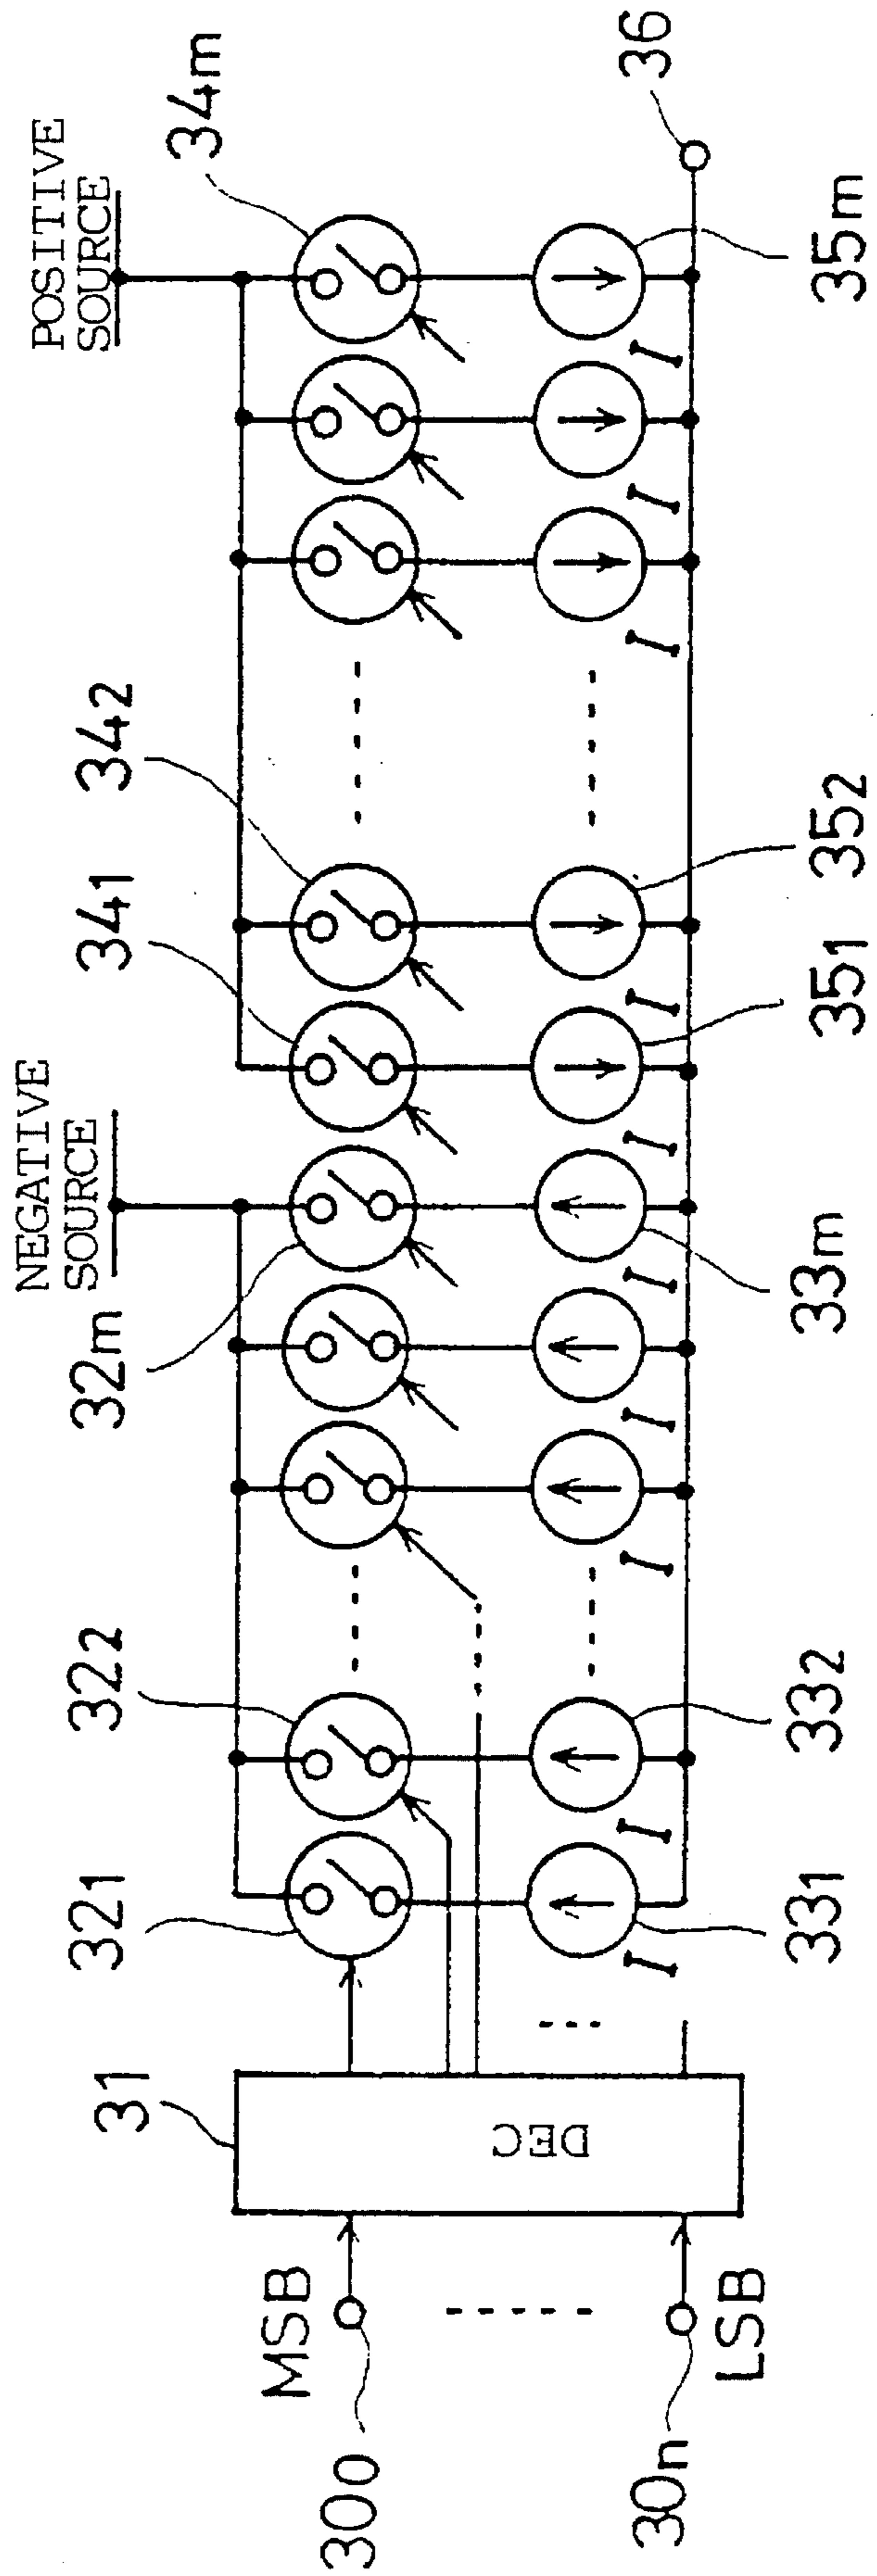 POSITIVE
SOURCE
34m
36
NEGATIVE
SOURCE
341
342
32m
322
321
31
MSB
300
DEC
LSB
30n
I
I
I
I
I
I
I
I
I
I
331
332
33m
351
352
35m